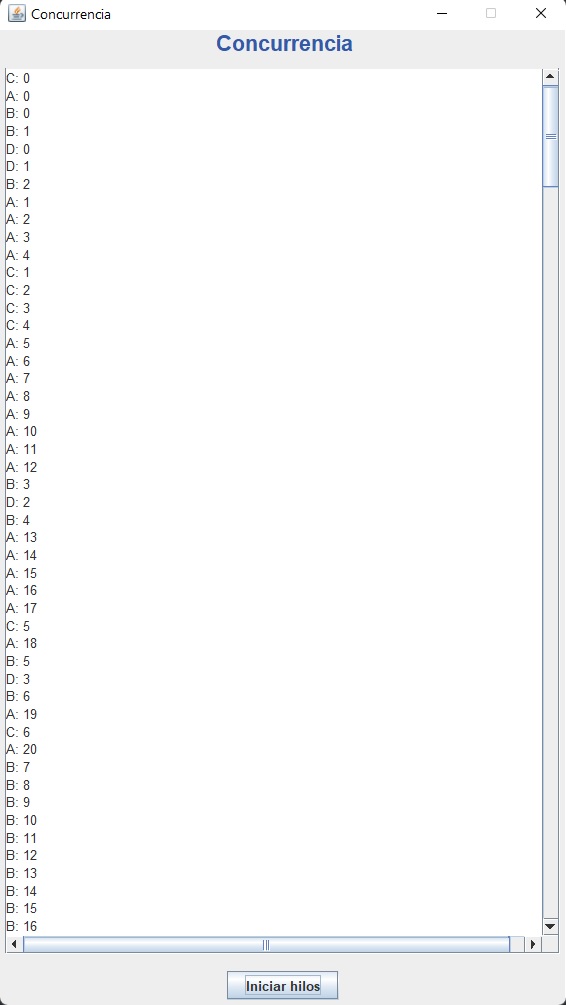 Concurrencia
Concurrencia
C: 0
A: 0
B: 0
B: 1
D: 0
D: 1
B: 2
A: 1
A: 2
A: 3
A: 4
C: 1
C: 2
C: 3
C: 4
A: 5
A: 6
A: 7
A: 8
A: 9
A: 10
A: 11
A: 12
B: 3
D: 2
B: 4
A: 13
A: 14
A: 15
A: 16
A: 17
C: 5
A: 18
B: 5
D: 3
B: 6
A: 19
C: 6
A: 20
B: 7
B: 8
B: 9
B: 10
B: 11
B: 12
B: 13
B: 14
B: 15
B: 16
Iniciar hilos